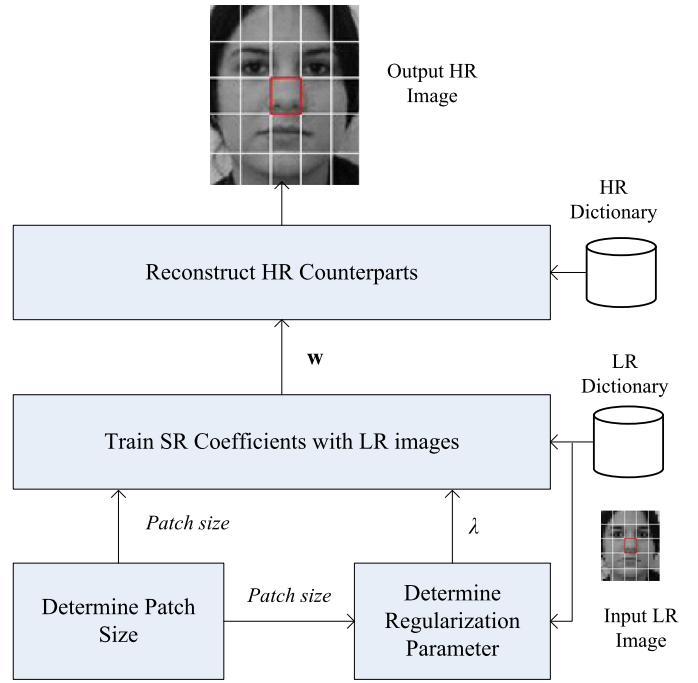 Output HR
Image
HR
Dictionary
Reconstruct HR Counterparts
w
LR
Dictionary
Train SR Coefficients with LR images
Patch size
λ
Determine Patch
Size
Patch size
Determine
Regularization
Parameter
Input LR
Image